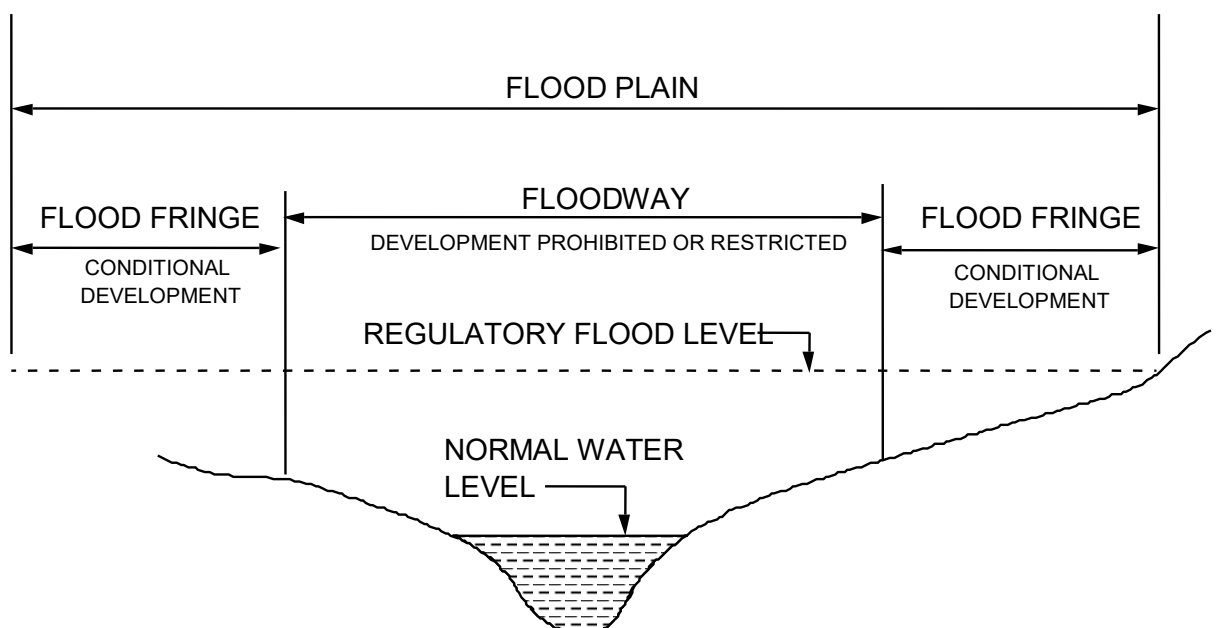 FLOOD PLAIN
FLOOD FRINGE
CONDITIONAL
DEVELOPMENT
FLOODWAY
DEVELOPMENT PROHIBITED OR RESTRICTED
FLOOD FRINGE
CONDITIONAL
DEVELOPMENT
REGULATORY FLOOD LEVEL
NORMAL WATER
LEVEL